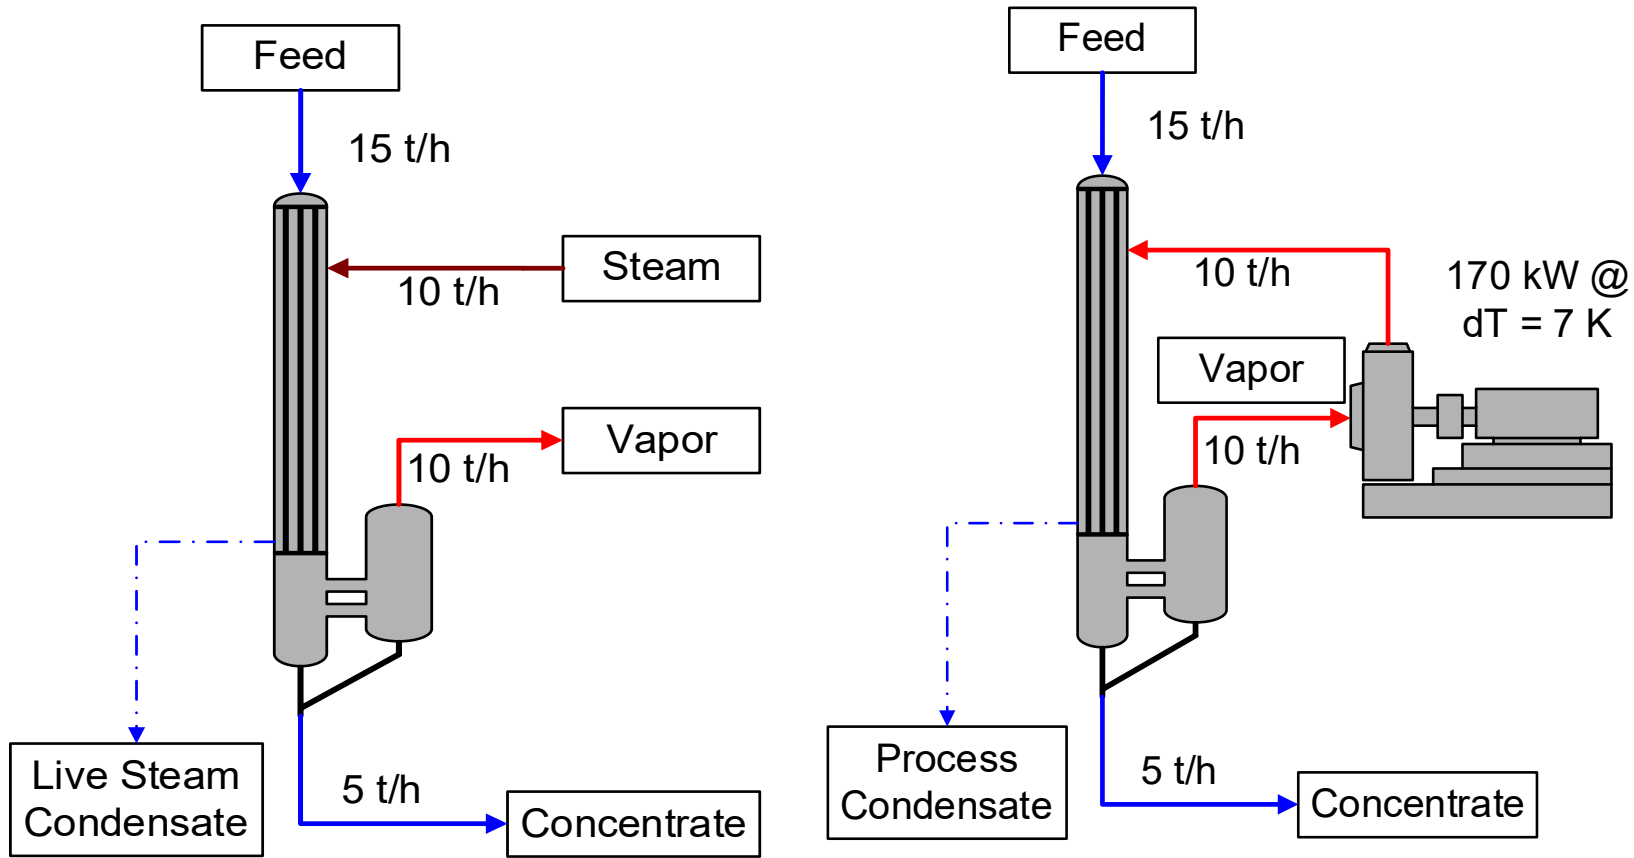 Feed
15 t/h
Steam
10 t/h
Vapor
10 t/h
Live Steam
Condensate
5 t/h
Concentrate
Feed
15 t/h
10 t/h
170 kW @
dT = 7 K
Vapor
10 t/h
Process
Condensate
5 t/h
Concentrate